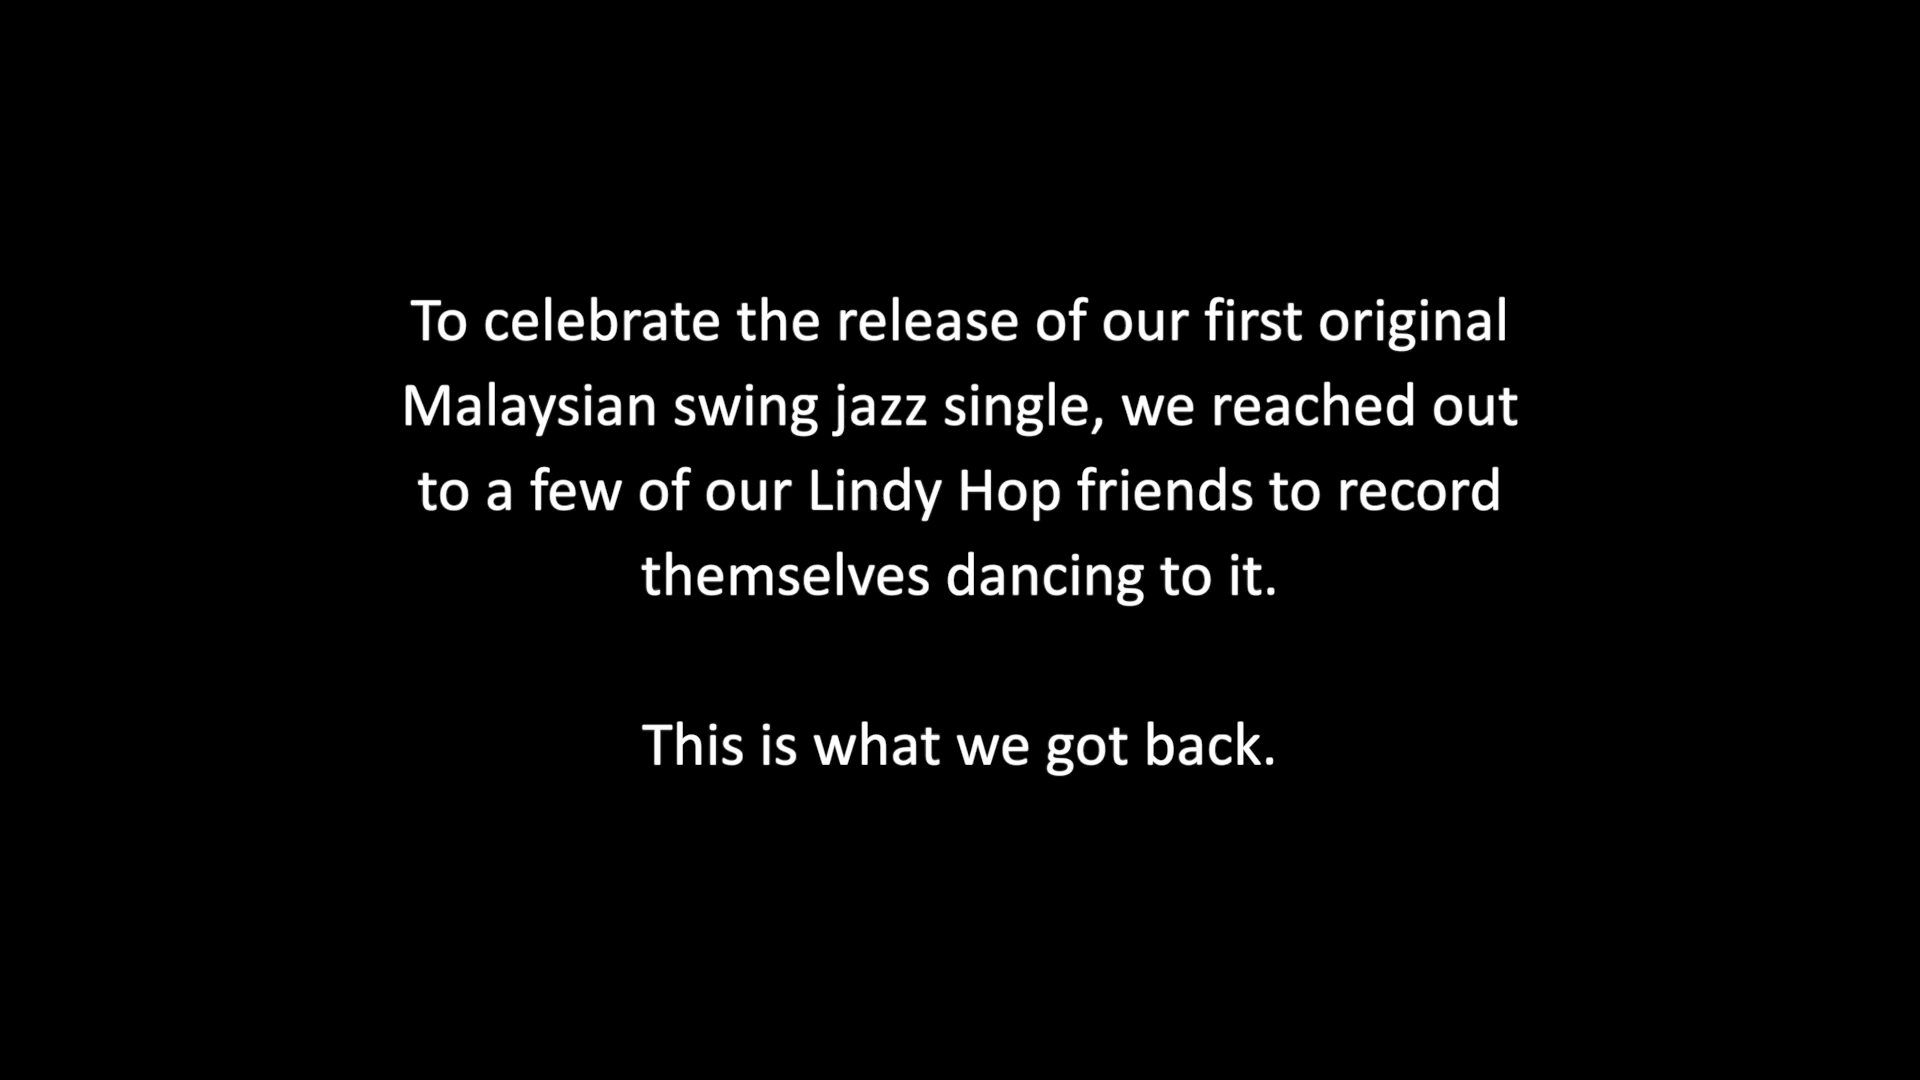 To celebrate the release of our first original
Malaysian swing jazz single, we reached out
to a few of our Lindy Hop friends to record
themselves dancing to it.
This is what we got back.